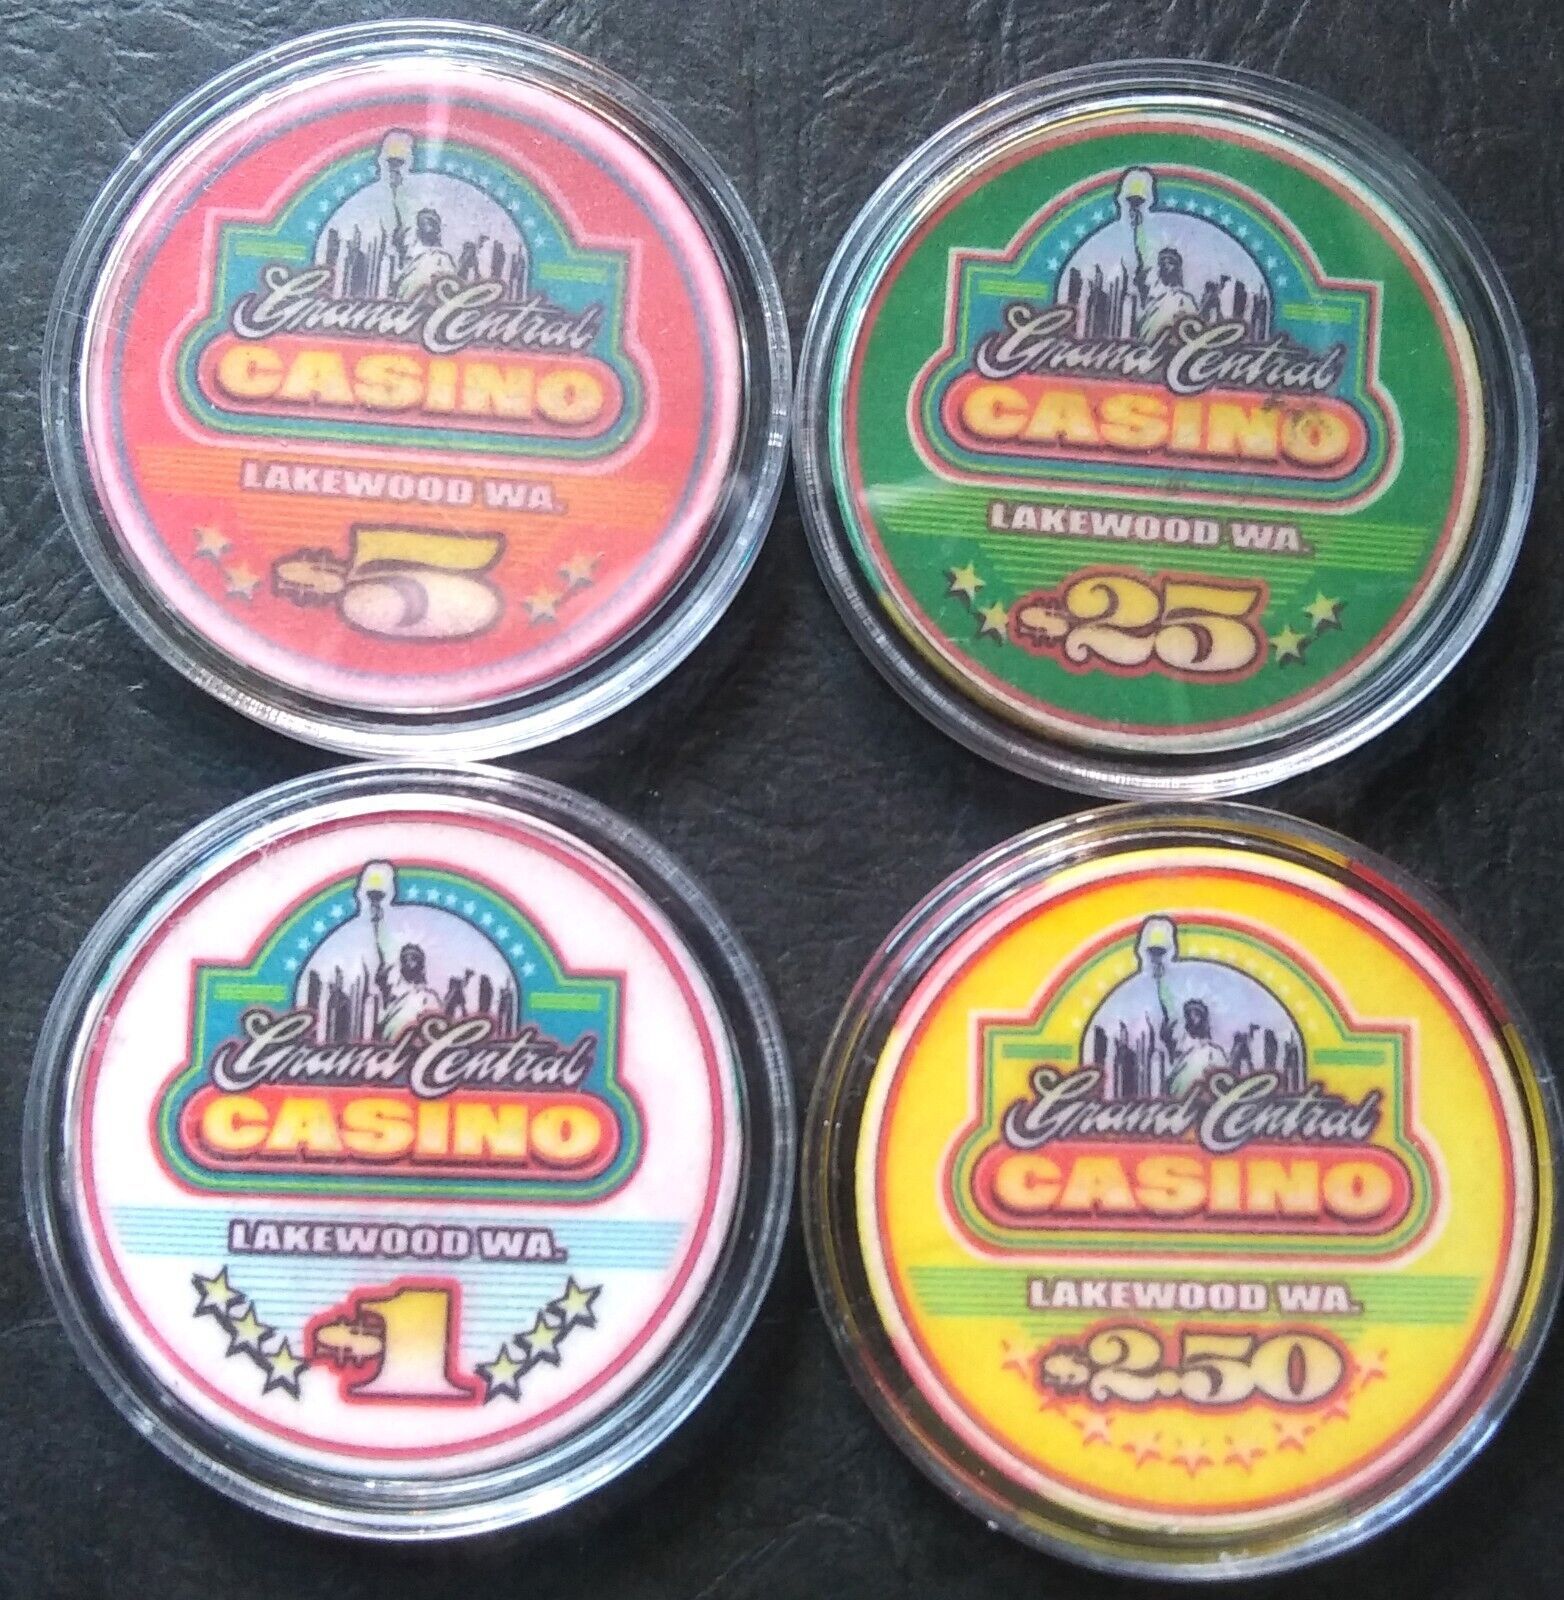 Grand Central
CASINO
LAKEWOOD WA.
$5
Grand Central
CASINO
LAKEWOOD WA.
$25
Grand Central
CASINO
LAKEWOOD WA.
$1
Grand Central
CASINO
LAKEWOOD WA.
$2.50